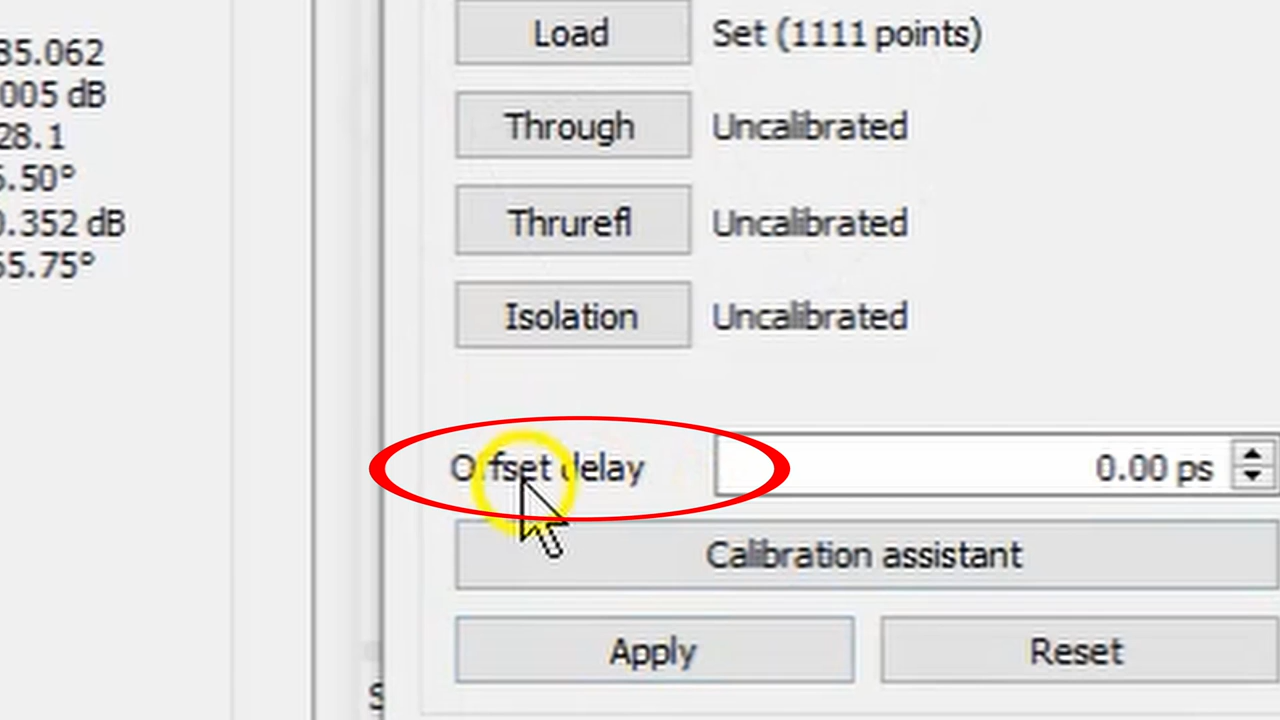 35.062
005 dB
28.1
5.50°
0.352 dB
55.75°
Load
Set (1111 points)
Through
Uncalibrated
Thrurefl
Uncalibrated
Isolation
Uncalibrated
Offset delay
0.00 ps
Calibration assistant
Apply
Reset
S